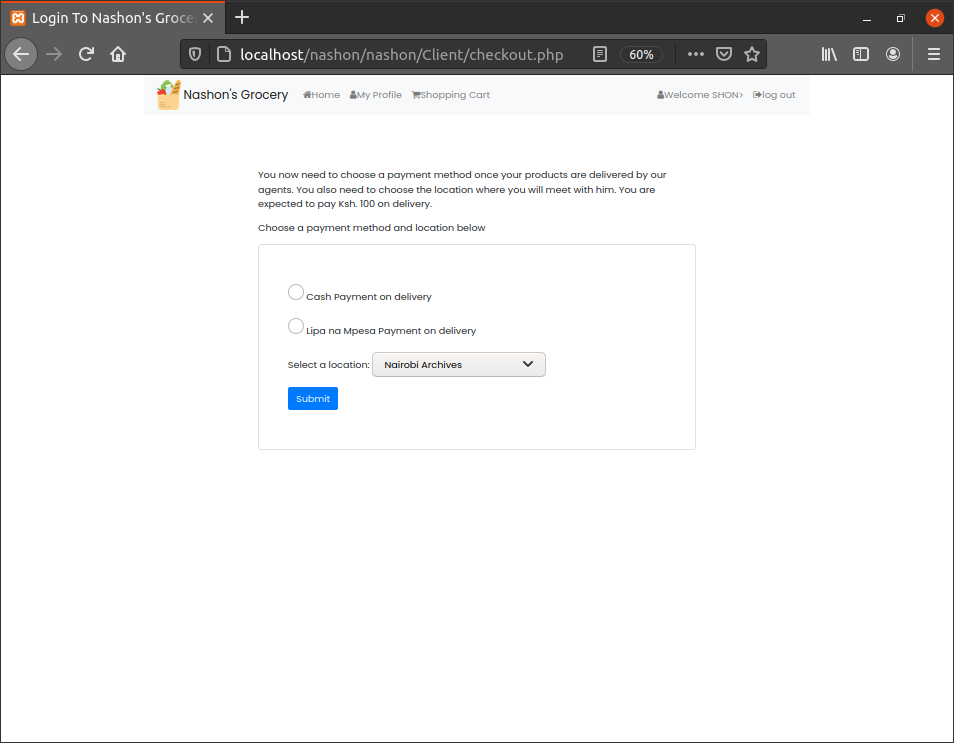 Login To Nashon's Groce
localhost/nashon/nashon/Client/checkout.php
60%
Nashon's Grocery
Home
My Profile
Shopping Cart
Welcome SHON>
log out
You now need to choose a payment method once your products are delivered by our
agents. You also need to choose the location where you will meet with him. You are
expected to pay Ksh. 100 on delivery.
Choose a payment method and location below
Cash Payment on delivery
Lipa na Mpesa Payment on delivery
Select a location: Nairobi Archives
Submit